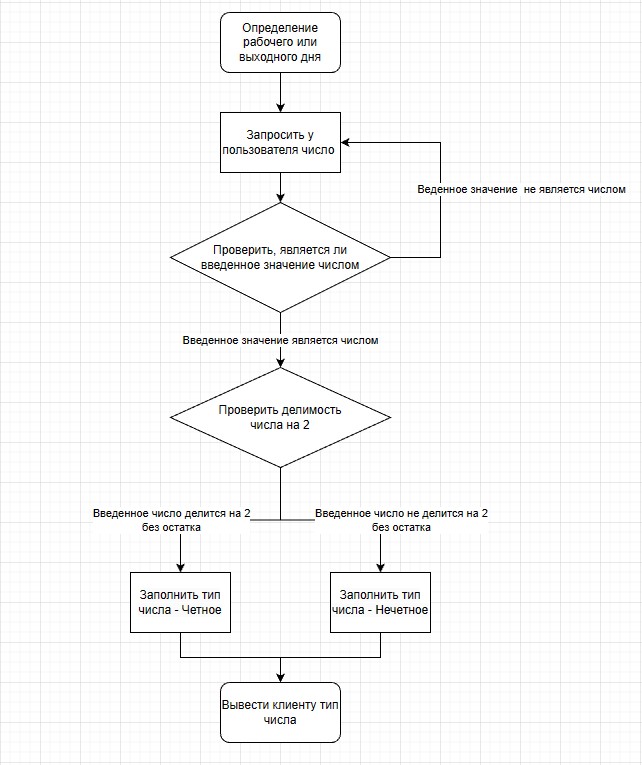 Определение
рабочего или
выходного дня
Запросить у
пользователя число
Веденное значение не является числом
Проверить, является ли
введенное значение числом
Введенное значение является числом
Проверить делимость
числа на 2
Введенное число делится на 2
без остатка
Введенное число не делится на 2
без остатка
Заполнить тип
числа - Четное
Заполнить тип
числа - Нечетное
Вывести клиенту тип
числа